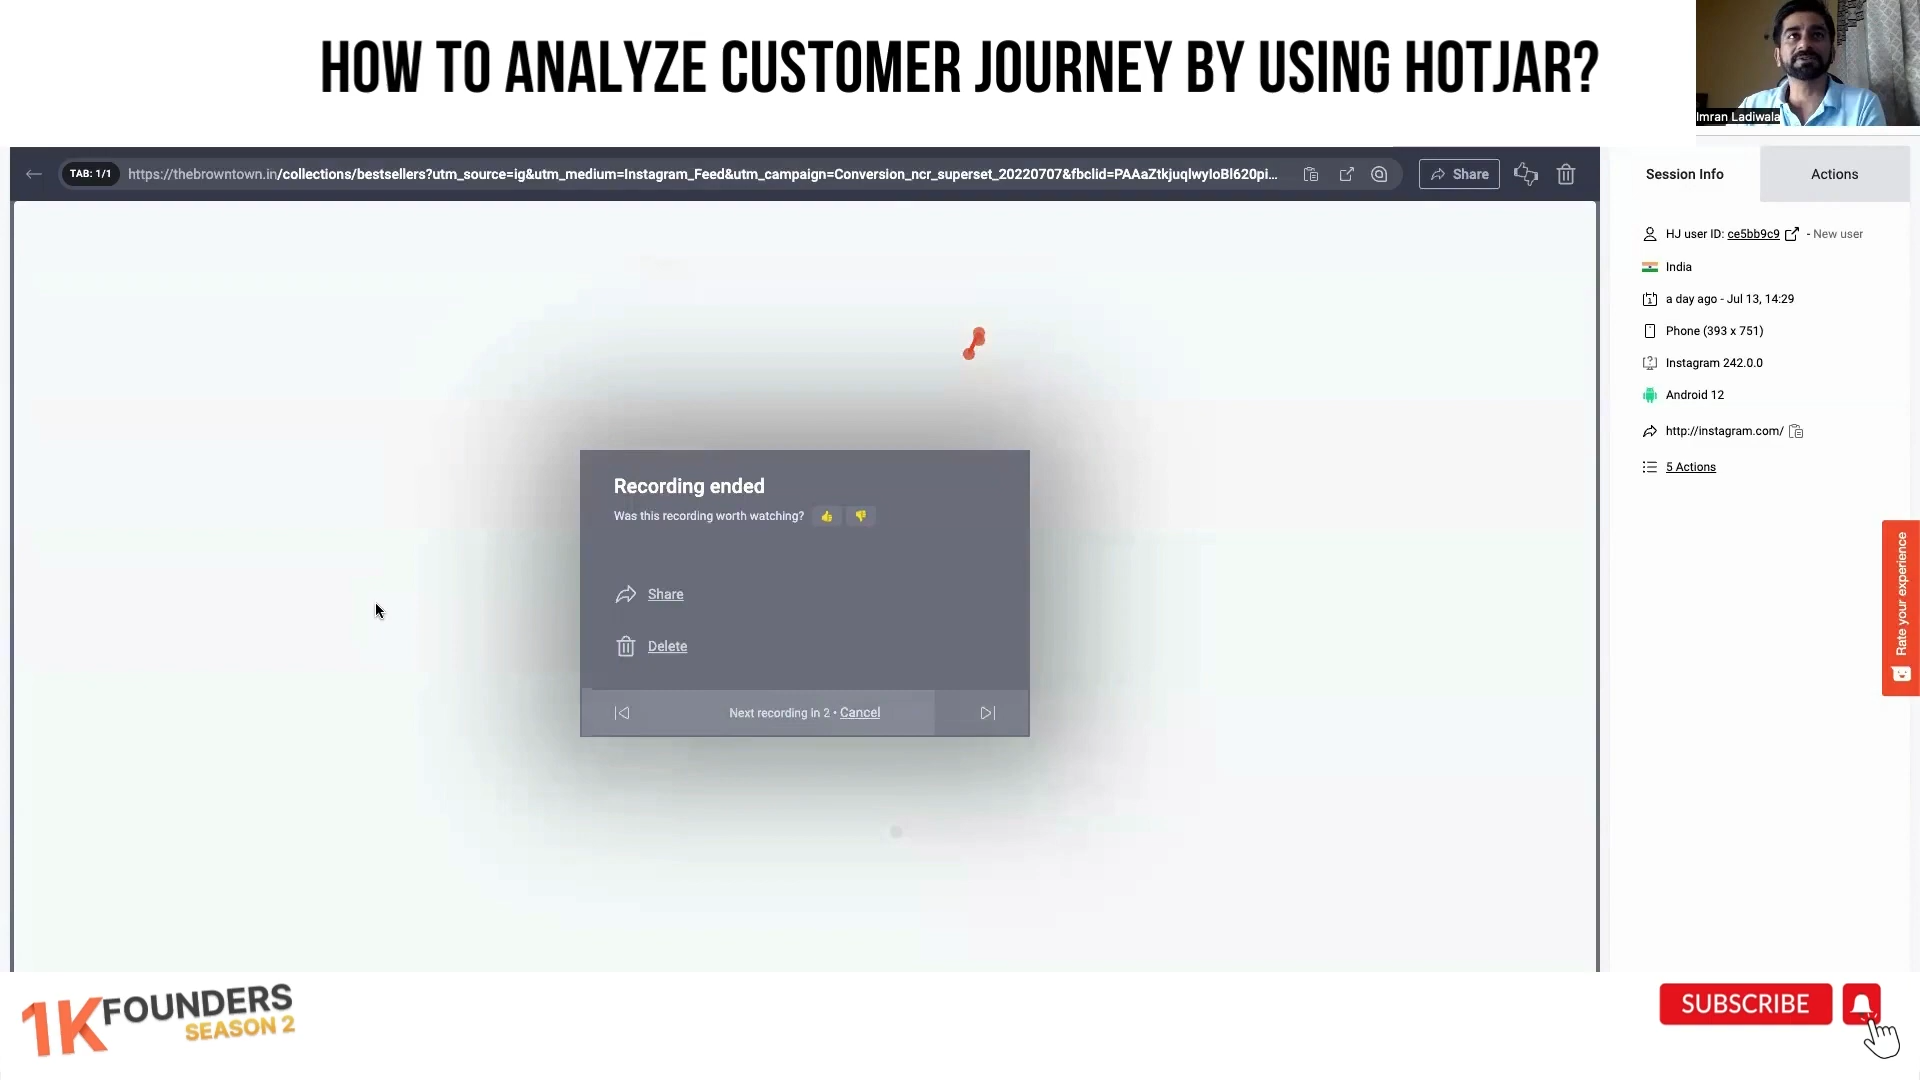 HOW TO ANALYZE CUSTOMER JOURNEY BY USING HOTJAR?
Imran Ladiwala
TAB: 1/1
https://thebrowntown.in/collections/bestsellers?utm_source=ig&utm_medium=Instagram_Feed&utm_campaign=Conversion_ncr_superset_20220707&fbclid=PAAaZtkjuqlwyloBl620pi...
Share
Session Info
Actions
HJ user ID: ce5bb9c9 - New user
India
a day ago - Jul 13, 14:29
Phone (393 x 751)
Instagram 242.0.0
Android 12
http://instagram.com/
5 Actions
Recording ended
Was this recording worth watching?
Share
Delete
Next recording in 2 • Cancel
Rate your experience
1K FOUNDERS
SEASON 2
SUBSCRIBE